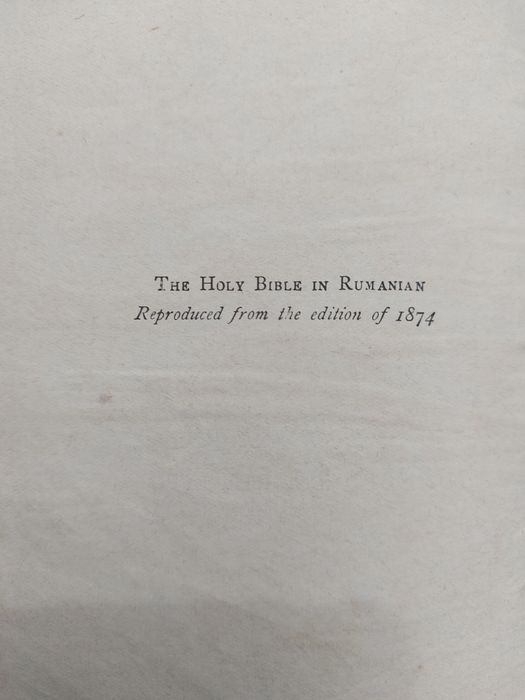 The Holy Bible in Rumanian
Reproduced from the edition of 1874